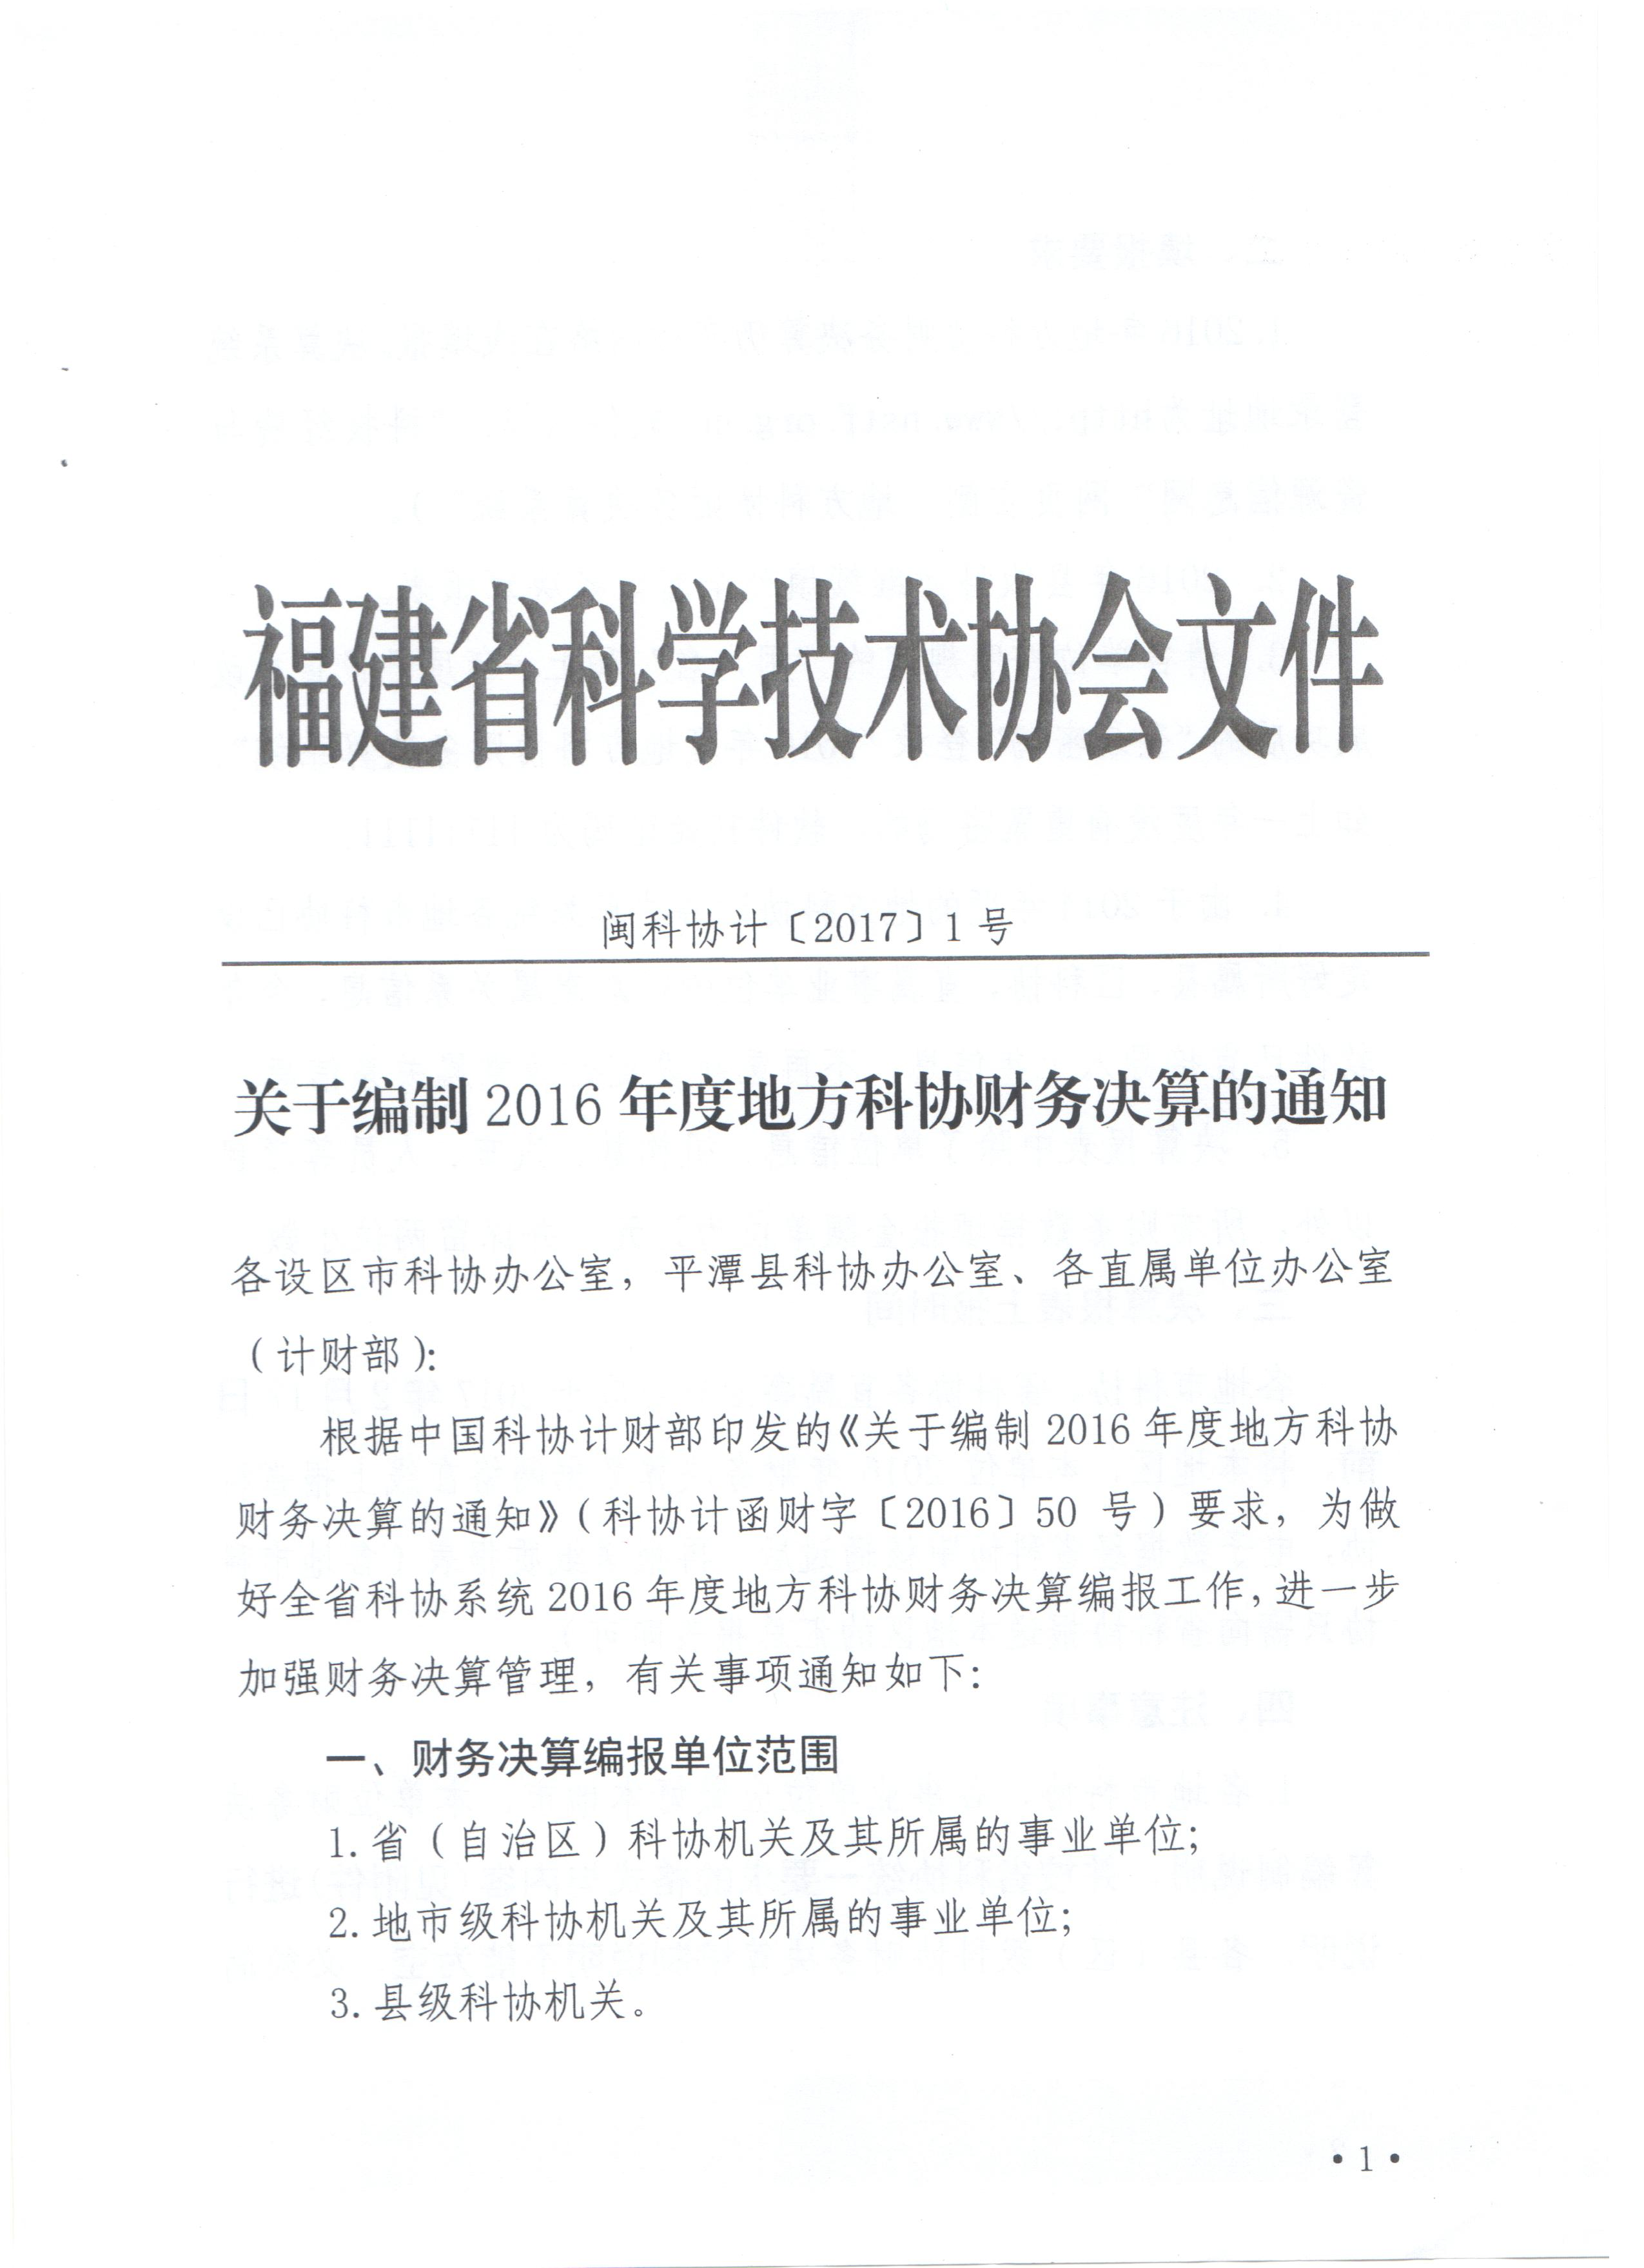 福建省科学技术协会文件
闽科协计〔2017〕1号
关于编制2016年度地方科协财务决算的通知
各设区市科协办公室，平潭县科协办公室、各直属单位办公室
（计财部）：
根据中国科协计财部印发的《关于编制2016年度地方科协
财务决算的通知》（科协计函财字〔2016〕50 号）要求，为做
好全省科协系统2016年度地方科协财务决算编报工作，进一步
加强财务决算管理，有关事项通知如下：
一、财务决算编报单位范围
1.省（自治区）科协机关及其所属的事业单位；
2.地市级科协机关及其所属的事业单位；
3.县级科协机关。
•1•